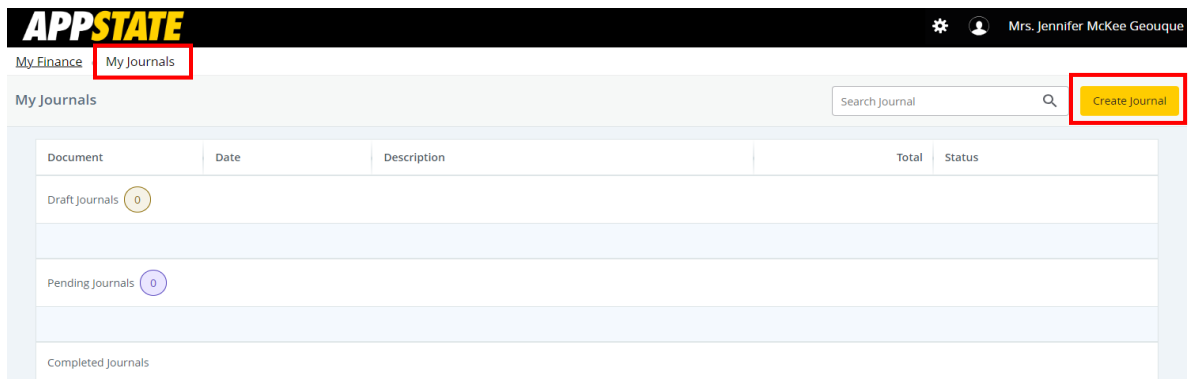 APPSTATE
Mrs. Jennifer McKee Geouque
My Finance My Journals
My Journals
Search Journal
Create Journal
Document Date Description Total Status
Draft Journals 0
Pending Journals 0
Completed Journals